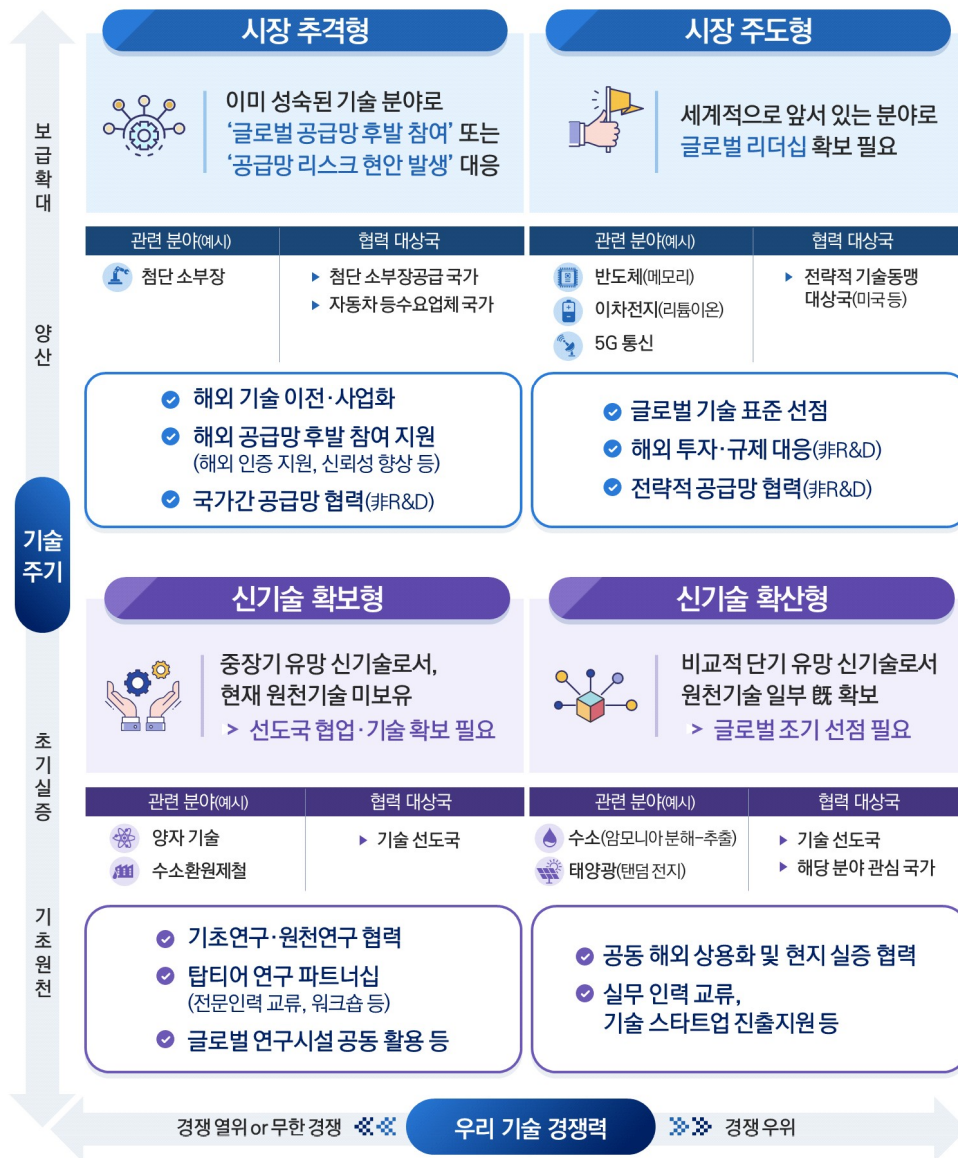 시장 추격형
이미 성숙된 기술 분야로
‘글로벌 공급망 후발 참여’ 또는
‘공급망 리스크 현안 발생’ 대응
관련 분야(예시)
협력 대상국
첨단 소부장
▶ 첨단 소부장공급 국가
▶ 자동차 등수요업체 국가
해외 기술 이전·사업화
해외 공급망 후발 참여 지원
(해외 인증 지원, 신뢰성 향상 등)
국가간 공급망 협력(非R&D)
시장 주도형
세계적으로 앞서 있는 분야로
글로벌 리더십 확보 필요
관련 분야(예시)
협력 대상국
반도체(메모리)
이차전지(리튬이온)
5G 통신
▶ 전략적 기술동맹
대상국(미국 등)
글로벌 기술 표준 선점
해외 투자·규제 대응(非R&D)
전략적 공급망 협력(非R&D)
보급확대
양산
기술
주기
초기실증
기초원천
신기술 확보형
중장기 유망 신기술로서,
현재 원천기술 미보유
> 선도국 협업·기술 확보 필요
관련 분야(예시)
협력 대상국
양자 기술
수소환원제철
▶ 기술 선도국
기초연구·원천연구 협력
탑티어 연구 파트너십
(전문인력 교류, 워크숍 등)
글로벌 연구시설 공동 활용 등
신기술 확산형
비교적 단기 유망 신기술로서
원천기술 일부 旣 확보
> 글로벌 조기 선점 필요
관련 분야(예시)
협력 대상국
수소(암모니아 분해-추출)
태양광(탠덤 전지)
▶ 기술 선도국
▶ 해당 분야 관심 국가
공동 해외 상용화 및 현지 실증 협력
실무 인력 교류,
기술 스타트업 진출지원 등
경쟁 열위 or 무한 경쟁
우리 기술 경쟁력
경쟁 우위